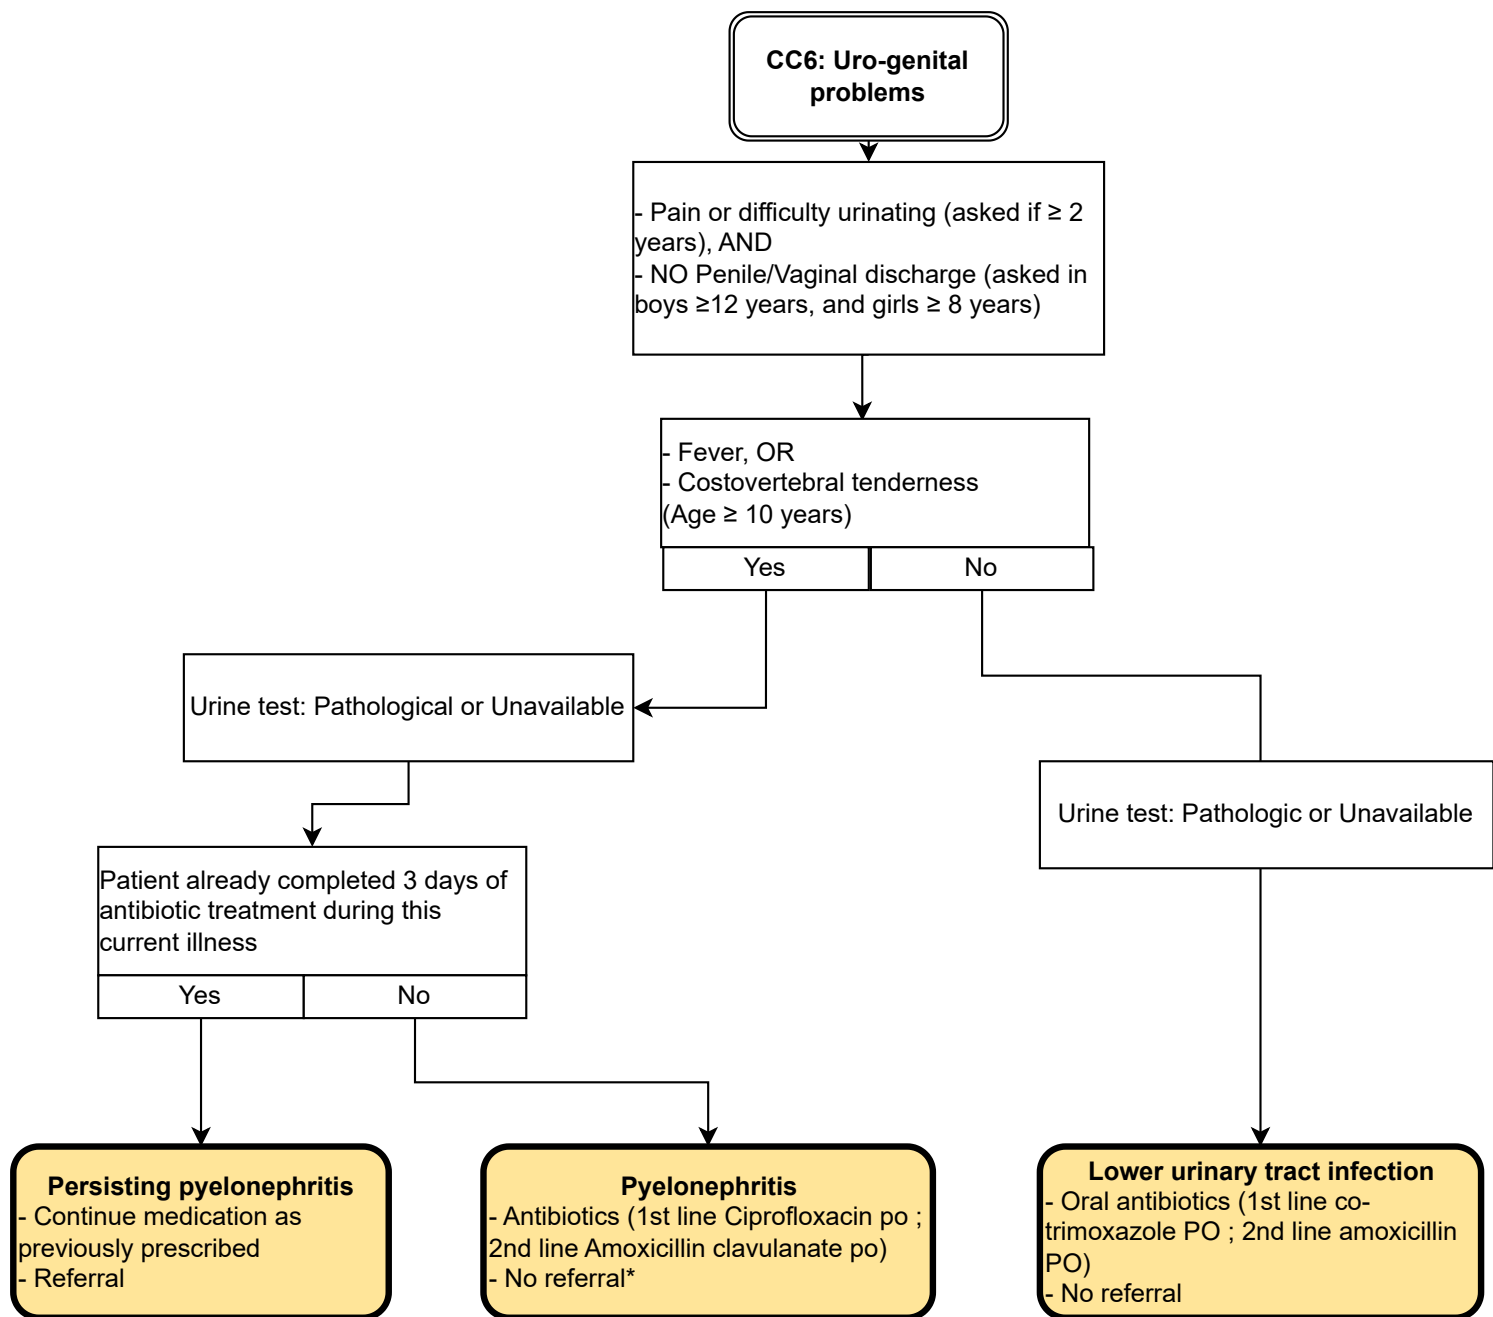 CC6: Uro-genital
problems
- Pain or difficulty urinating (asked if ≥ 2
years), AND
- NO Penile/Vaginal discharge (asked in
boys ≥12 years, and girls ≥ 8 years)
- Fever, OR
- Costovertebral tenderness
(Age ≥ 10 years)
Yes
No
Urine test: Pathological or Unavailable
Urine test: Pathologic or Unavailable
Patient already completed 3 days of
antibiotic treatment during this
current illness
Yes
No
Persisting pyelonephritis
- Continue medication as
previously prescribed
- Referral
Pyelonephritis
- Antibiotics (1st line Ciprofloxacin po ;
2nd line Amoxicillin clavulanate po)
- No referral*
Lower urinary tract infection
- Oral antibiotics (1st line co-
trimoxazole PO ; 2nd line amoxicillin
PO)
- No referral